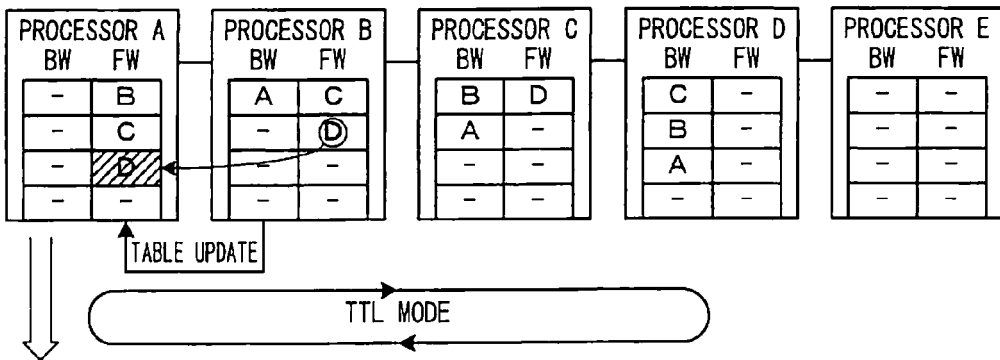 PROCESSOR A PROCESSOR B PROCESSOR C PROCESSOR D PROCESSOR E
BW FW BW FW BW FW BW FW BW FW
- B A C B D C - - -
- C - D A - B - - -
- D - - - - A - - -
- - - - - - - - - -
TABLE UPDATE
TTL MODE